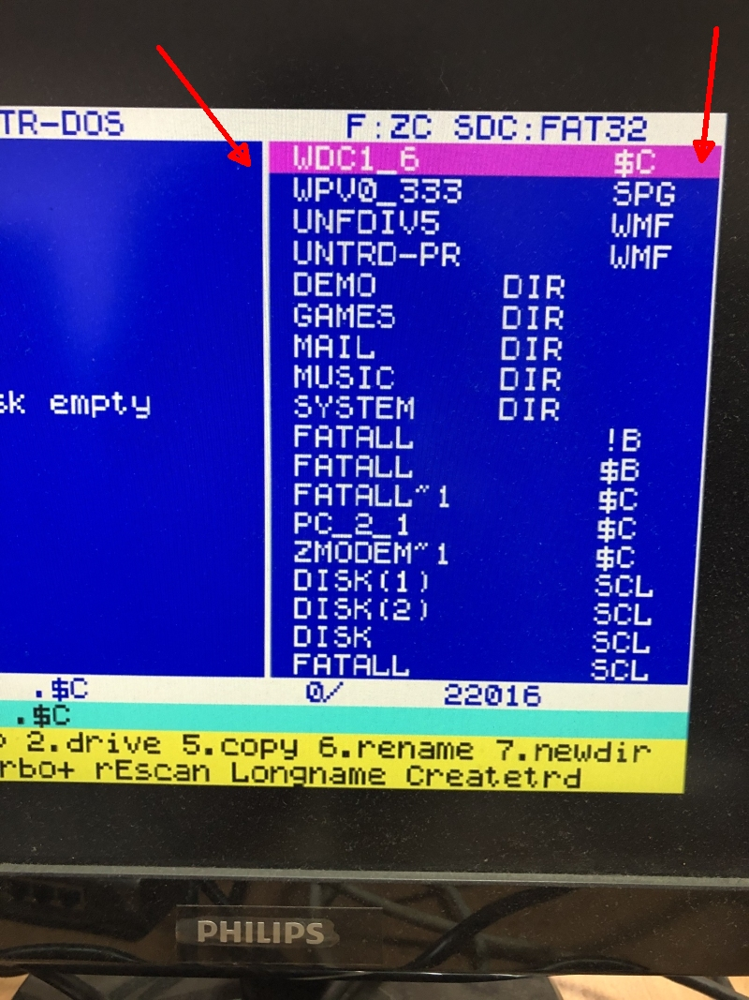 TR-DOS F:ZC SDC:FAT32
WDC1_6 $C
WPV0_333 SPG
UNFDIV5 WMF
UNTRD-PR WMF
DEMO DIR
GAMES DIR
MAIL DIR
MUSIC DIR
sk empty
SYSTEM DIR
FATALL !B
FATALL $B
FATALL~1 $C
PC_2_1 $C
ZMODEM~1 $C
DISK(1) SCL
DISK(2) SCL
DISK SCL
FATALL SCL
.$C 0/ 22016
.$C
2.drive 5.copy 6.rename 7.newdir
rbo+ rEscan Longname Createtrd
PHILIPS